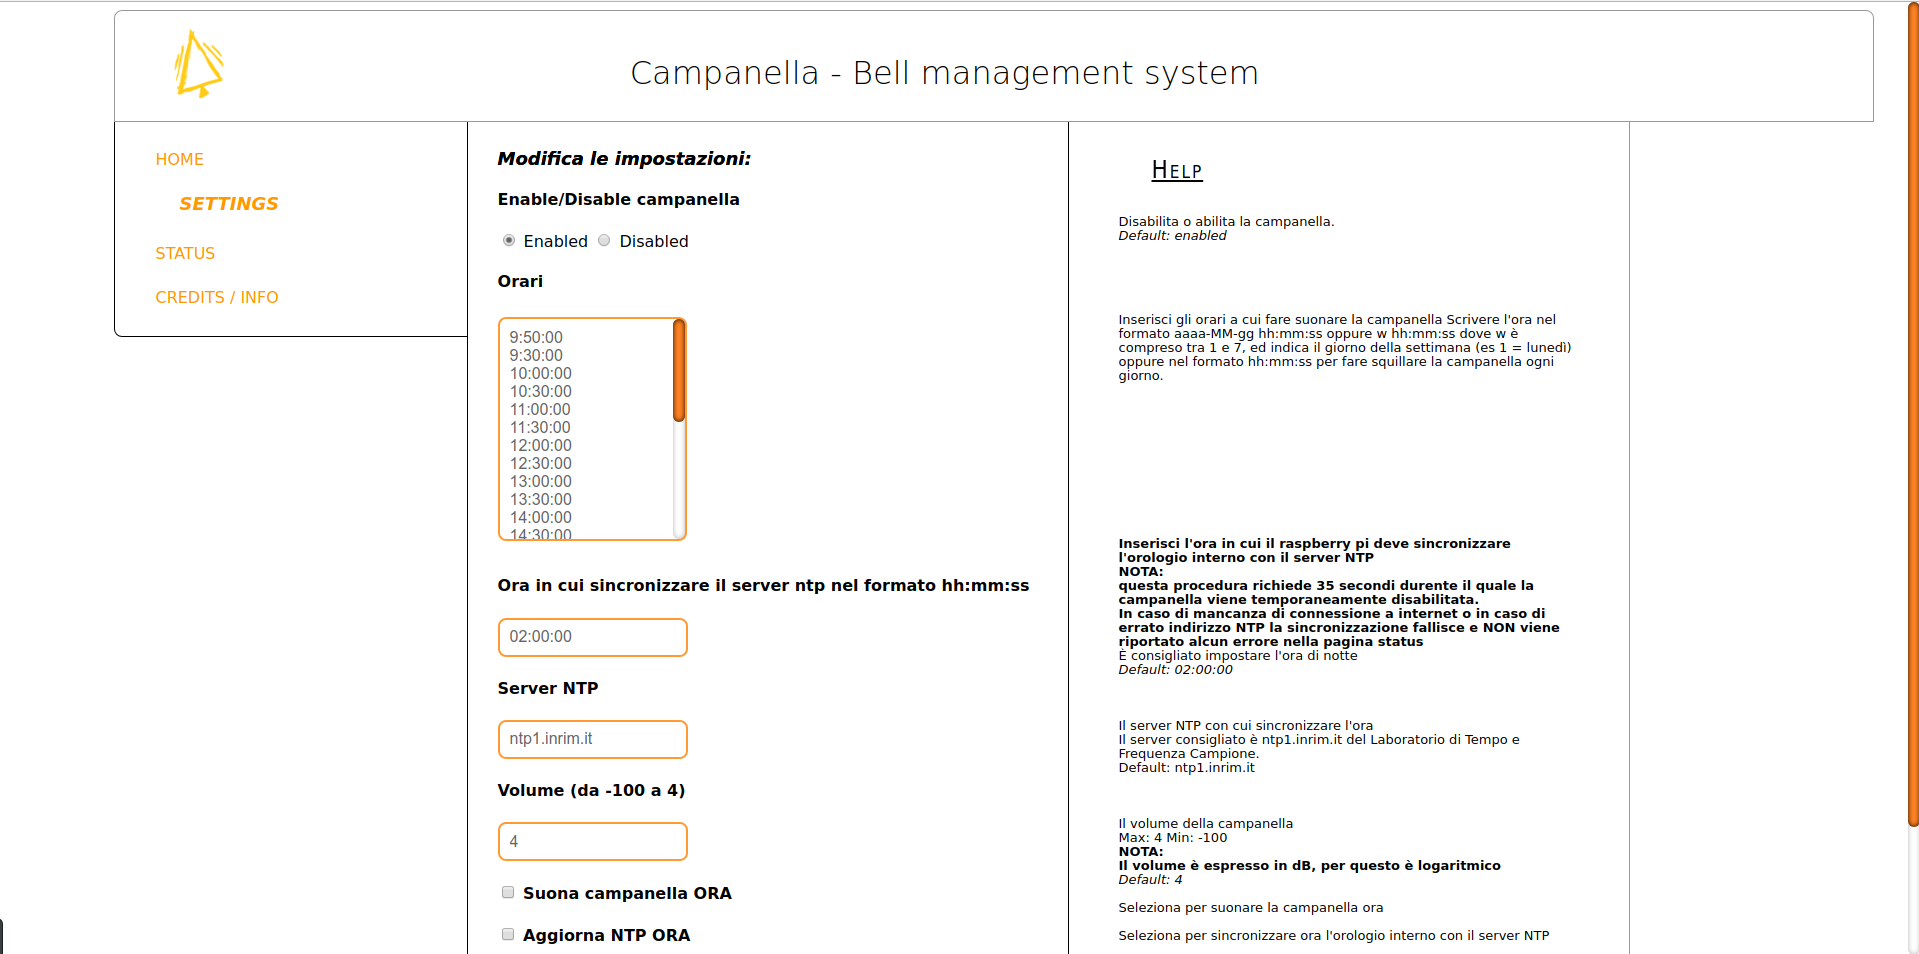 Campanella - Bell management system
HOME
SETTINGS
STATUS
CREDITS / INFO
Modifica le impostazioni:
Enable/Disable campanella
Enabled Disabled
Orari
9:50:00
9:30:00
10:00:00
10:30:00
11:00:00
11:30:00
12:00:00
12:30:00
13:00:00
13:30:00
14:00:00
14:30:00
Ora in cui sincronizzare il server ntp nel formato hh:mm:ss
02:00:00
Server NTP
ntp1.inrim.it
Volume (da -100 a 4)
4
Suona campanella ORA
Aggiorna NTP ORA
HELP
Disabilita o abilita la campanella.
Default: enabled
Inserisci gli orari a cui fare suonare la campanella Scrivere l'ora nel
formato aaaa-MM-gg hh:mm:ss oppure w hh:mm:ss dove w è
compreso tra 1 e 7, ed indica il giorno della settimana (es 1 = lunedì)
oppure nel formato hh:mm:ss per fare squillare la campanella ogni
giorno.
Inserisci l'ora in cui il raspberry pi deve sincronizzare
l'orologio interno con il server NTP
NOTA:
questa procedura richiede 35 secondi durente il quale la
campanella viene temporaneamente disabilitata.
In caso di mancanza di connessione a internet o in caso di
errato indirizzo NTP la sincronizzazione fallisce e NON viene
riportato alcun errore nella pagina status
È consigliato impostare l'ora di notte
Default: 02:00:00
Il server NTP con cui sincronizzare l'ora
Il server consigliato è ntp1.inrim.it del Laboratorio di Tempo e
Frequenza Campione.
Default: ntp1.inrim.it
Il volume della campanella
Max: 4 Min: -100
NOTA:
Il volume è espresso in dB, per questo è logaritmico
Default: 4
Seleziona per suonare la campanella ora
Seleziona per sincronizzare ora l'orologio interno con il server NTP